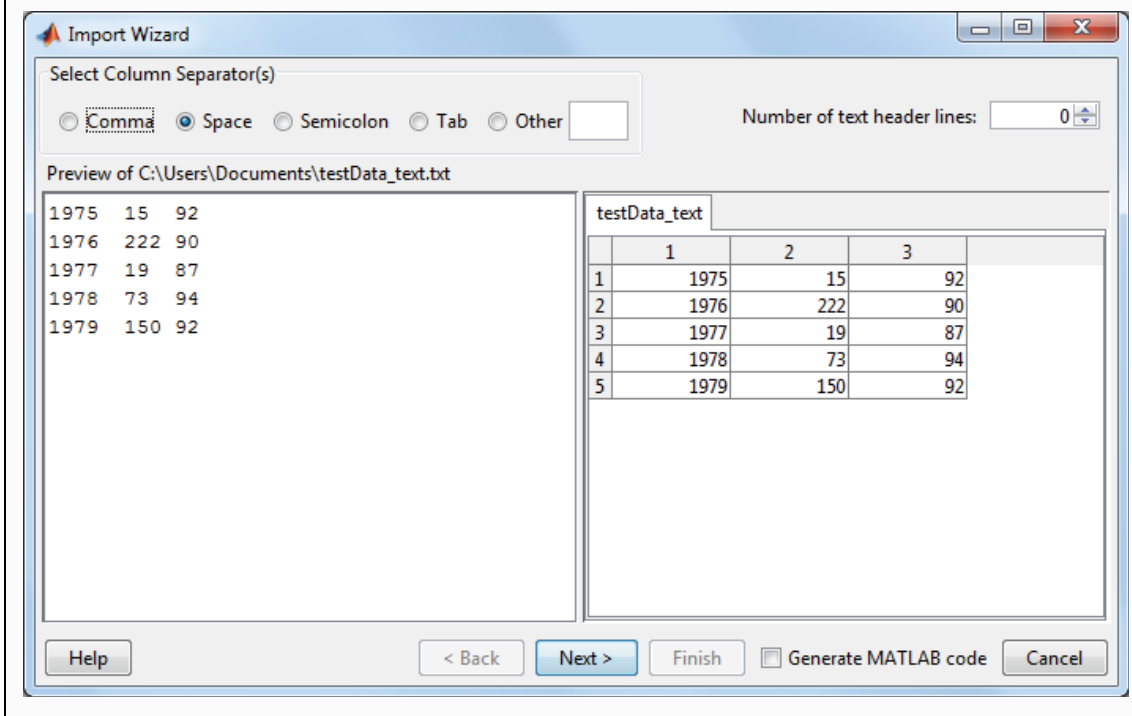 Import Wizard
Select Column Separator(s)
Comma Space Semicolon Tab Other
Number of text header lines: 0
Preview of C:\Users\Documents\testData_text.txt
1975 15 92
1976 222 90
1977 19 87
1978 73 94
1979 150 92
testData_text
1 2 3
1 1975 15 92
2 1976 222 90
3 1977 19 87
4 1978 73 94
5 1979 150 92
Help < Back Next > Finish Generate MATLAB code Cancel